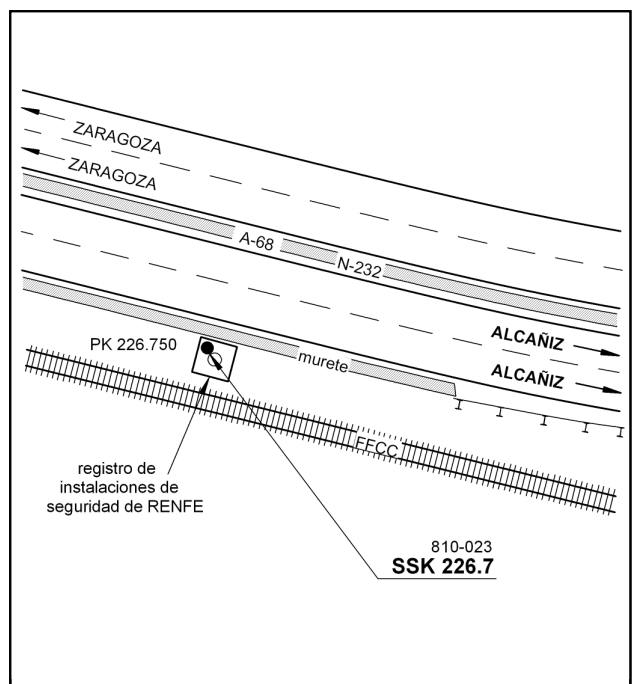 ZARAGOZA
ZARAGOZA
A-68
N-232
ALCAÑIZ
ALCAÑIZ
PK 226.750
murete
FFCC
registro de
instalaciones de
seguridad de RENFE
810-023
SSK 226.7